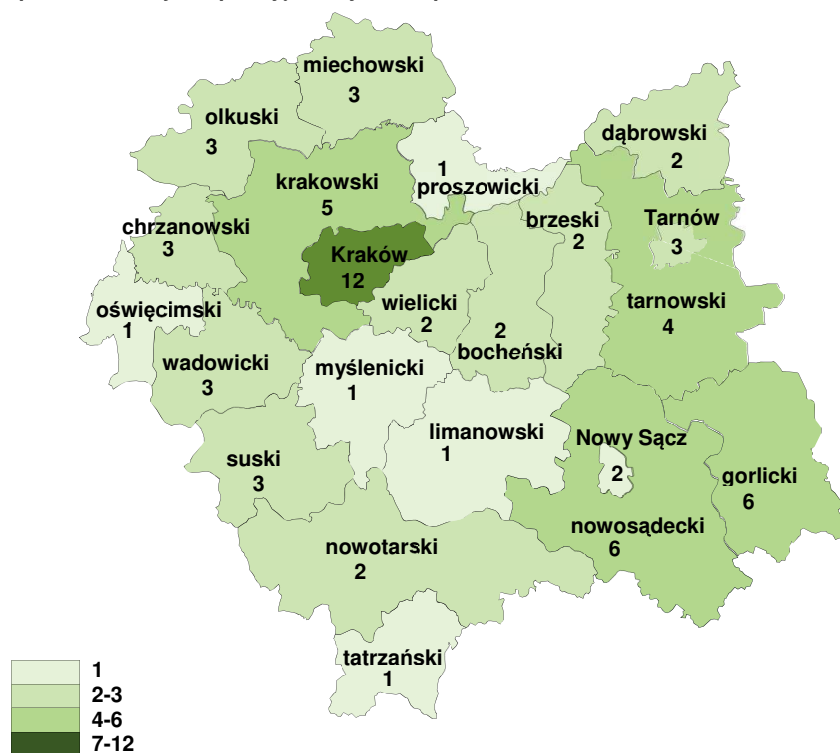 miechowski
3
olkuski
3
dąbrowski
2
1
proszowicki
krakowski
5
brzeski
2
Tarnów
3
chrzanowski
3
Kraków
12
oświęcimski
1
wielicki
2
tarnowski
4
2
bocheński
wadowicki
3
myślenicki
1
limanowski
1
Nowy Sącz
2
suski
3
gorlicki
6
nowosądecki
6
nowotarski
2
tatrzański
1
1
2-3
4-6
7-12